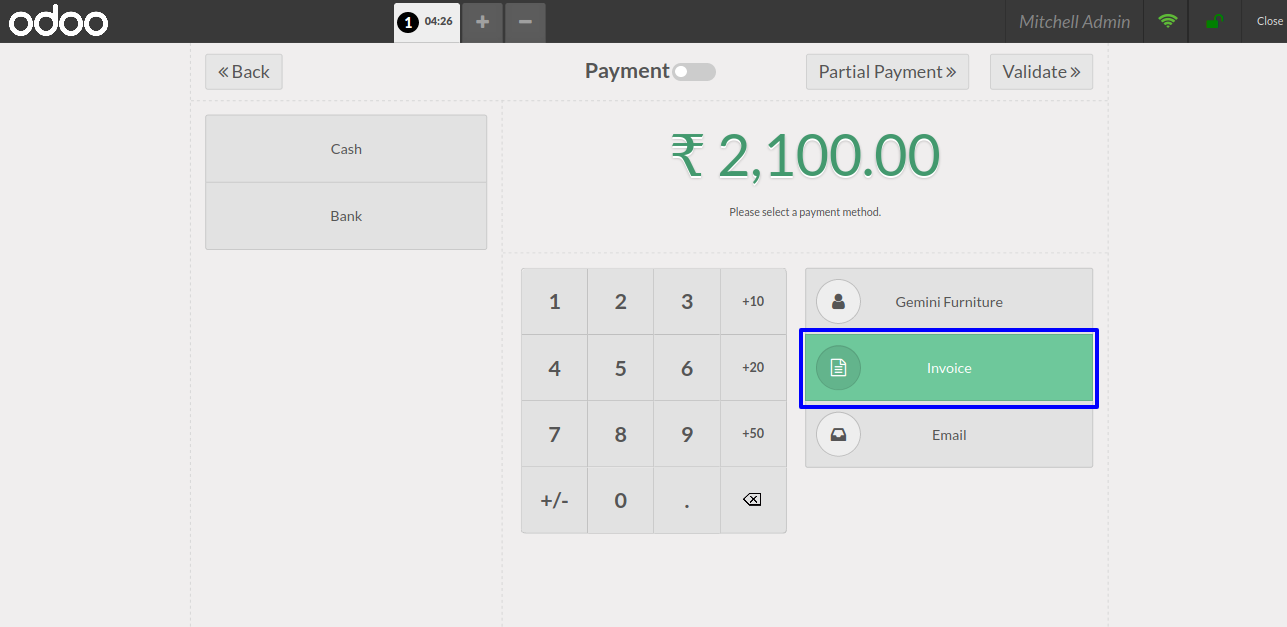 odoo
1 04:26 + −
Mitchell Admin
Close
« Back
Payment
Partial Payment »
Validate »
Cash
Bank
₹ 2,100.00
Please select a payment method.
1 2 3 +10
4 5 6 +20
7 8 9 +50
+/- 0 .
Gemini Furniture
Invoice
Email